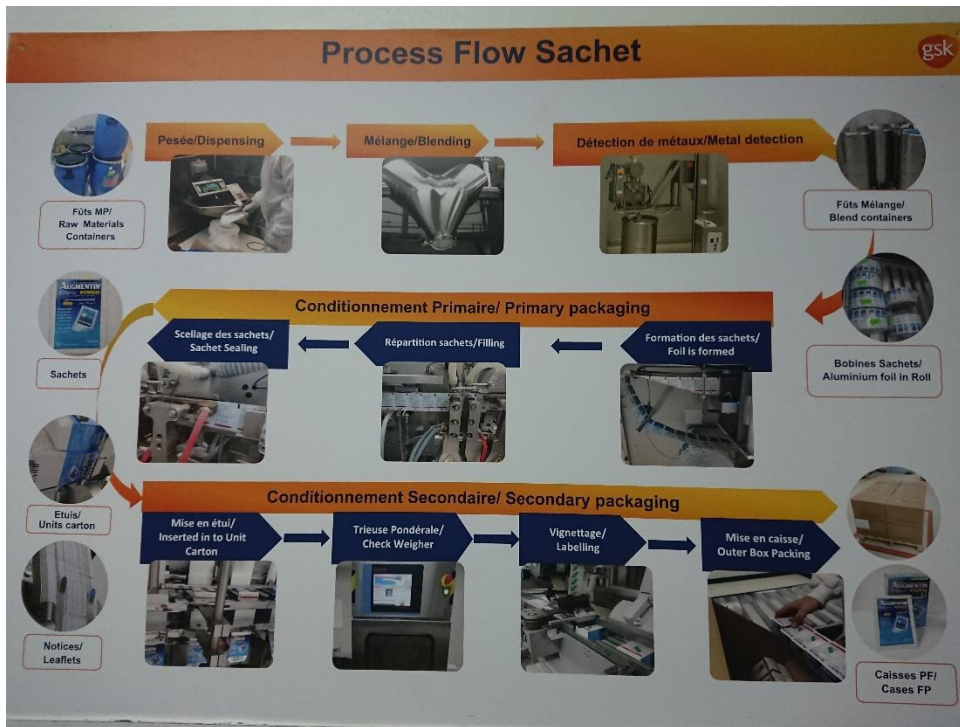 Process Flow Sachet
gsk
Pesée/Dispensing
Mélange/Blending
Détection de métaux/Metal detection
Fûts MP/
Raw Materials
Containers
Fûts Mélange/
Blend containers
Conditionnement Primaire/ Primary packaging
AUGMENTIN
Scellage des sachets/
Sachet Sealing
Répartition sachets/Filling
Formation des sachets/
Foil is formed
Sachets
Bobines Sachets/
Aluminium foil in Roll
Conditionnement Secondaire/ Secondary packaging
Etuis/
Units carton
Mise en étui/
Inserted in to Unit
Carton
Trieuse Pondérale/
Check Weigher
Vignettage/
Labelling
Mise en caisse/
Outer Box Packing
AUGMENTIN
AUGMENTIN
Notices/
Leaflets
Caisses PF/
Cases FP